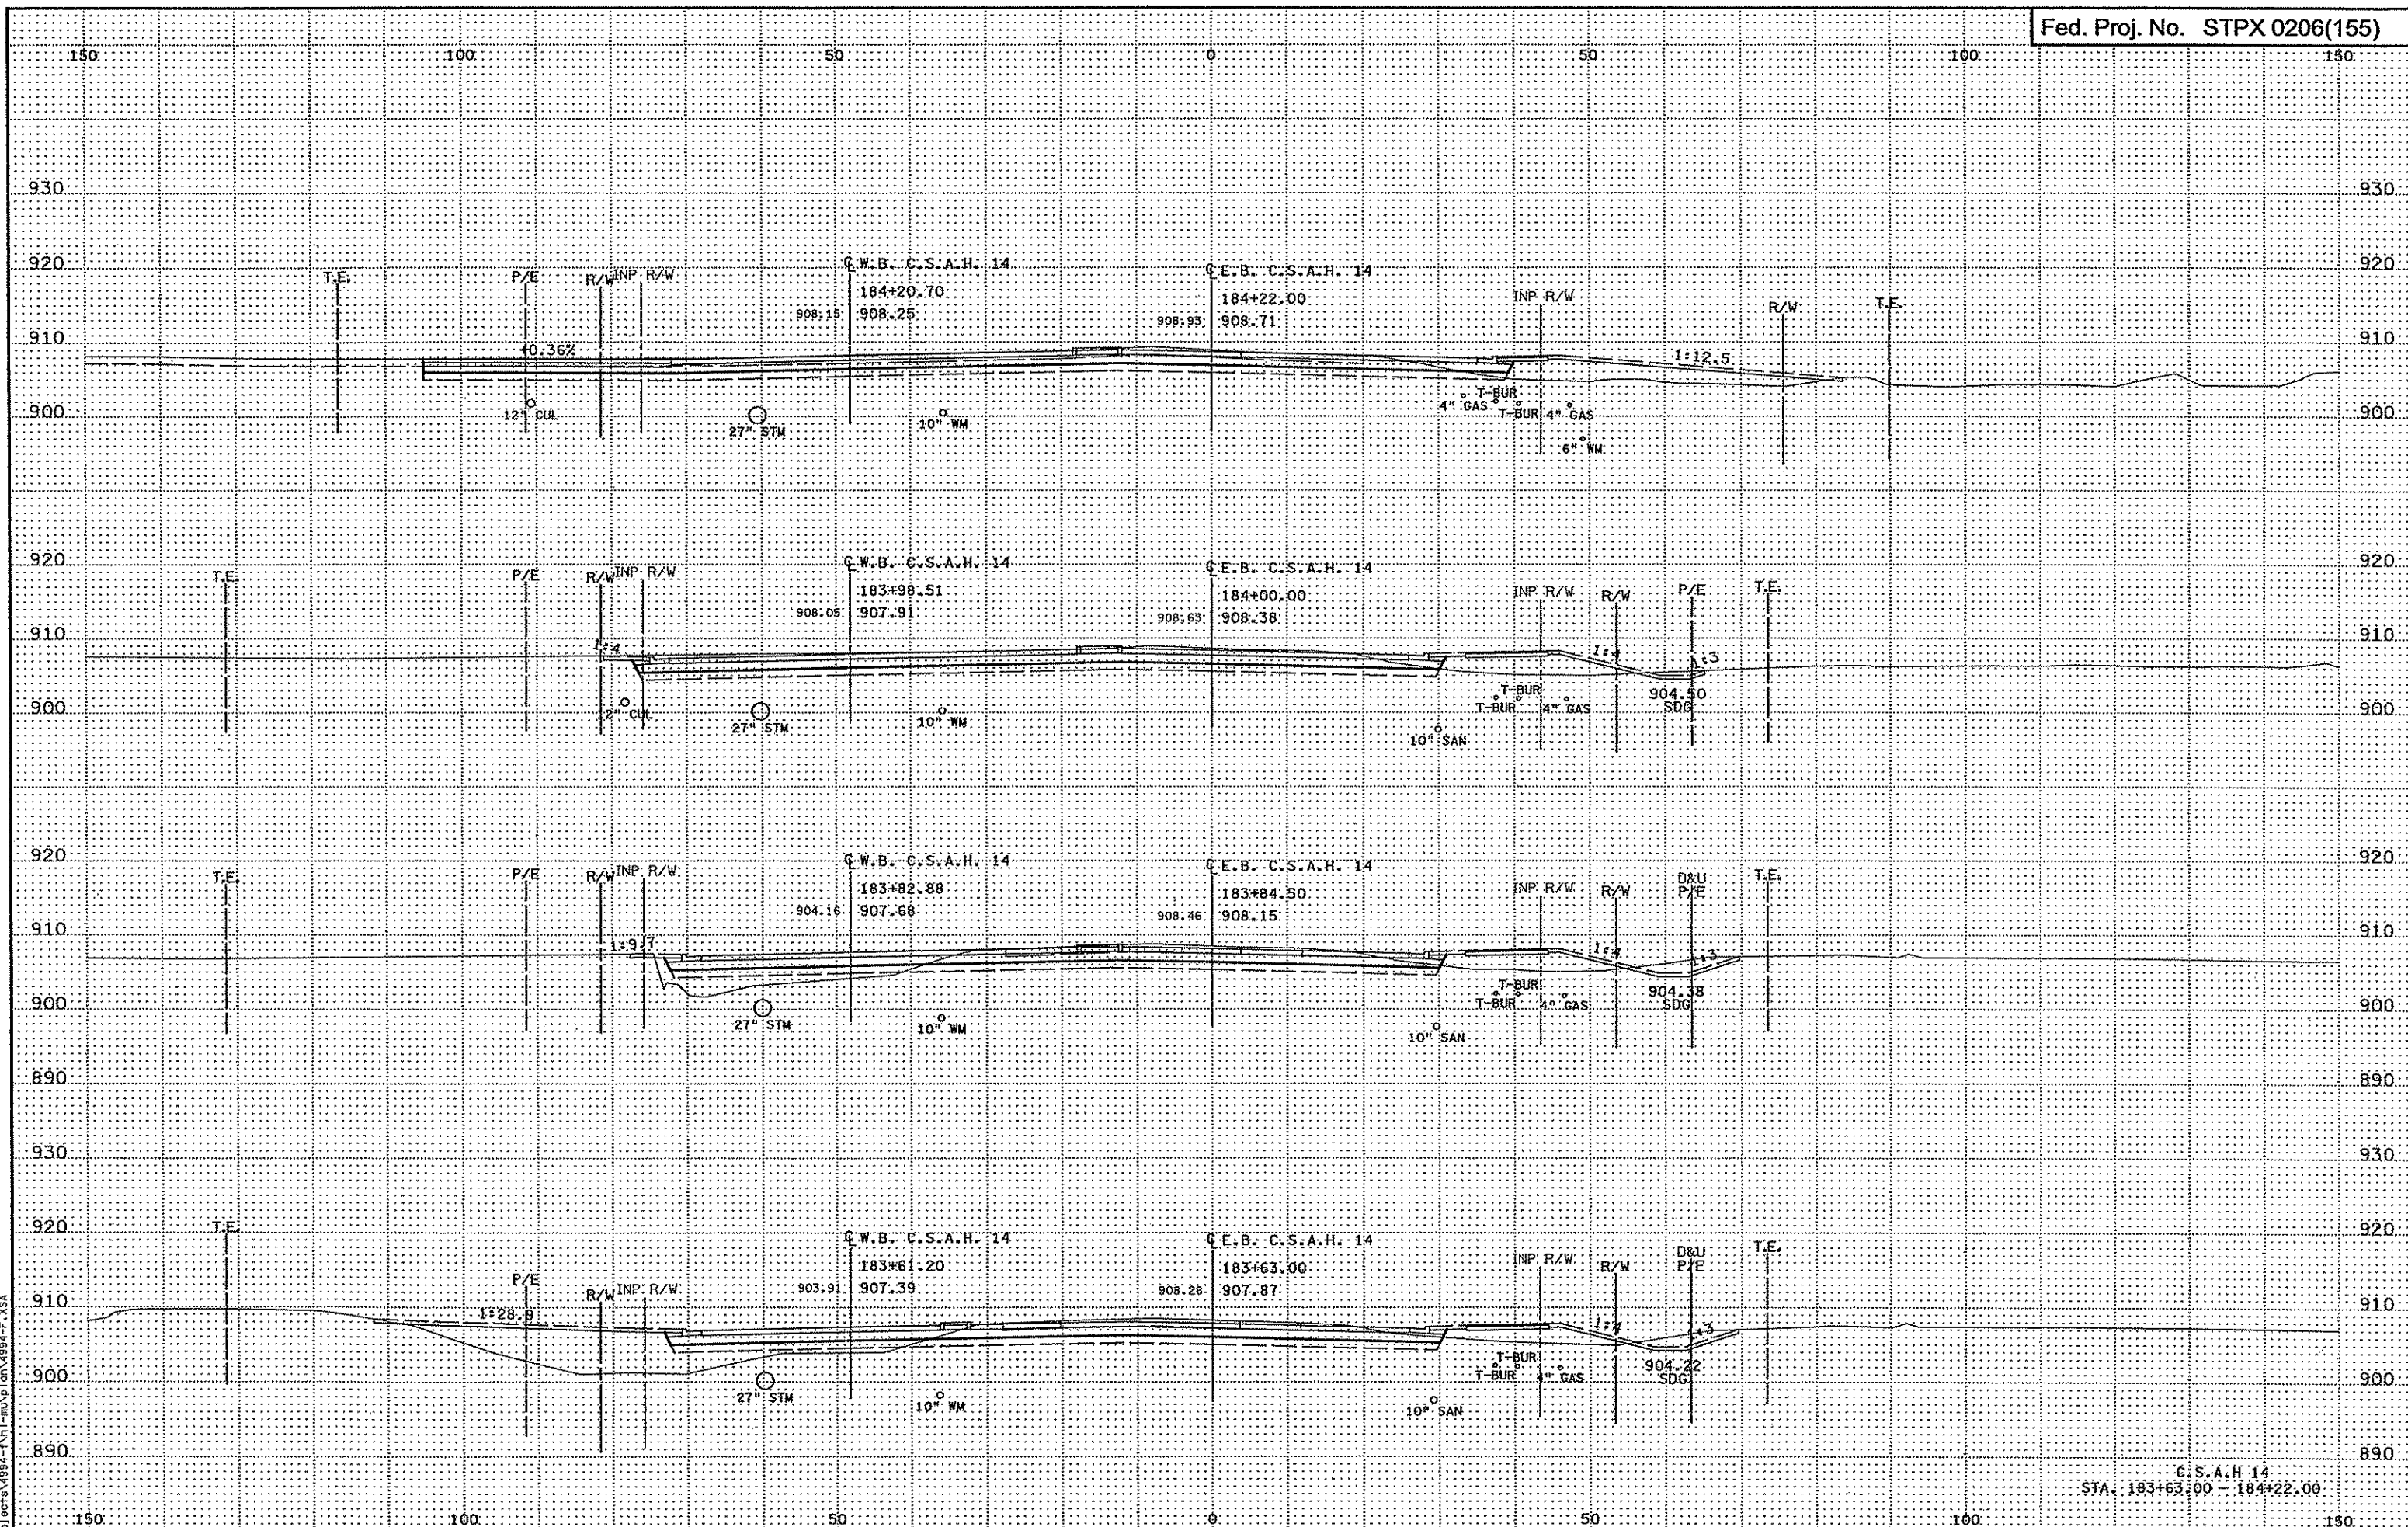 Fed. Proj. No. STPX 0206(155)
150 100 50 0 50 100 150
930 930
920 920
T.E. P/E R/W INP R/W ℄ W.B. C.S.A.H. 14 ℄ E.B. C.S.A.H. 14 INP R/W R/W T.E.
184+20.70 184+22.00
908.15 908.25 908.93 908.71
910 910
+0.36% 1:12.5
900 900
12" CUL 27" STM 10" WM 4" GAS T-BUR T-BUR 4" GAS
6" WM
920 920
T.E. P/E R/W INP R/W ℄ W.B. C.S.A.H. 14 ℄ E.B. C.S.A.H. 14 INP R/W R/W P/E T.E.
183+98.51 184+00.00
908.05 907.91 908.63 908.38
910 910
1:4 1:4 1:3
900 900
12" CUL 27" STM 10" WM T-BUR T-BUR 4" GAS 904.50
SDG
10" SAN
920 920
T.E. P/E R/W INP R/W ℄ W.B. C.S.A.H. 14 ℄ E.B. C.S.A.H. 14 INP R/W R/W D&U P/E T.E.
183+82.88 183+84.50
904.16 907.68 908.46 908.15
910 910
1:9.7 1:4 1:3
900 900
27" STM 10" WM T-BUR T-BUR 4" GAS 904.38
SDG
10" SAN
890 890
930 930
920 920
T.E. P/E R/W INP R/W ℄ W.B. C.S.A.H. 14 ℄ E.B. C.S.A.H. 14 INP R/W R/W D&U P/E T.E.
183+61.20 183+63.00
903.91 907.39 908.28 907.87
910 910
1:28.9 1:4 1:3
900 900
27" STM 10" WM T-BUR T-BUR 4" GAS 904.22
SDG
10" SAN
890 890
C.S.A.H 14
STA. 183+63.00 - 184+22.00
150 100 50 0 50 100 150